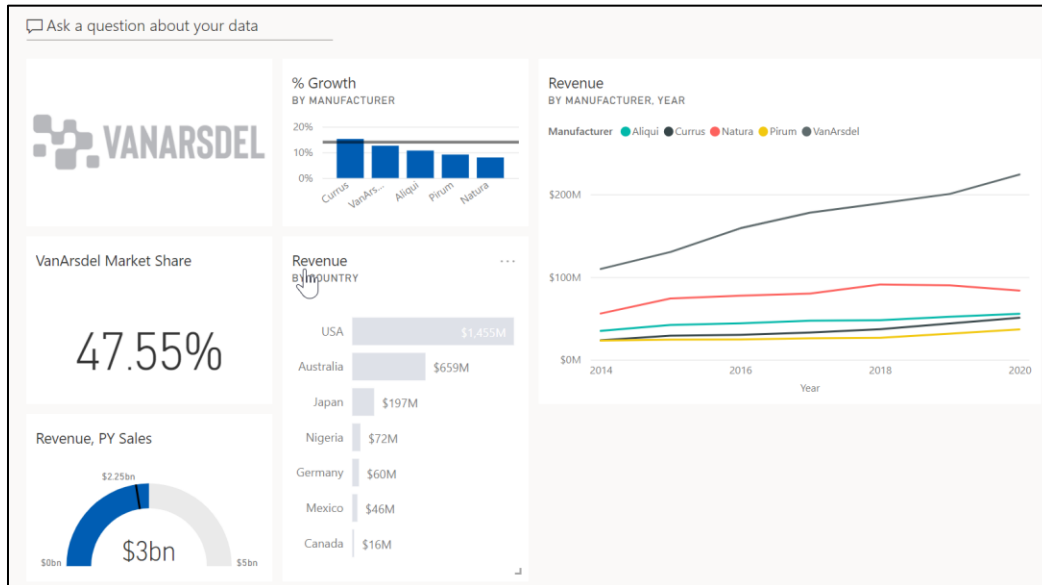 Ask a question about your data
VANARSDEL
% Growth
BY MANUFACTURER
20%
10%
0%
Currus
VanArs...
Aliqui
Pirum
Natura
Revenue
BY MANUFACTURER, YEAR
Manufacturer Aliqui Currus Natura Pirum VanArsdel
$200M
$100M
$0M
2014 2016 2018 2020
Year
VanArsdel Market Share
47.55%
Revenue
BY COUNTRY
USA $1,455M
Australia $659M
Japan $197M
Nigeria $72M
Germany $60M
Mexico $46M
Canada $16M
Revenue, PY Sales
$2.25bn
$0bn $3bn $5bn